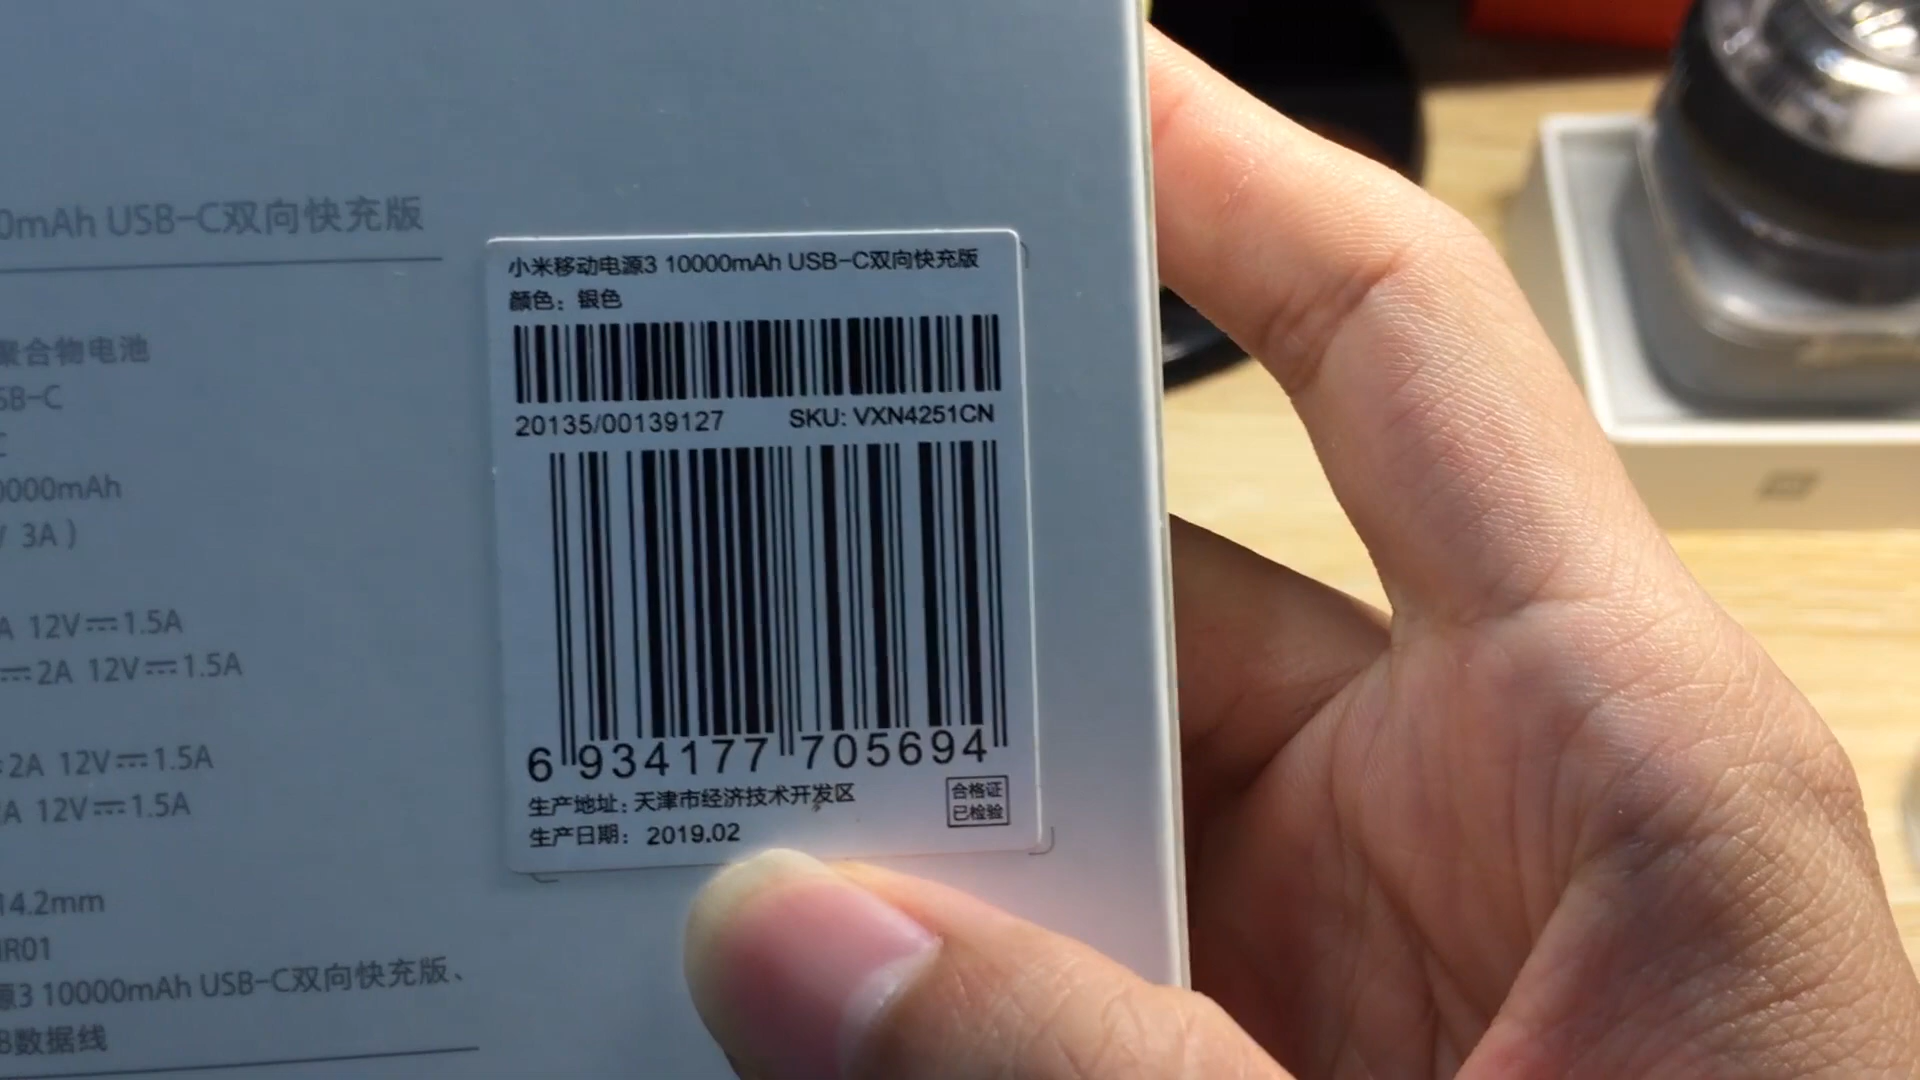 0mAh USB-C双向快充版
聚合物电池
SB-C
C
0000mAh
/ 3A )
A 12V⎓1.5A
⎓2A 12V⎓1.5A
2A 12V⎓1.5A
A 12V⎓1.5A
14.2mm
IR01
源3 10000mAh USB-C双向快充版、
B数据线
小米移动电源3 10000mAh USB-C双向快充版
颜色：银色
20135/00139127 SKU: VXN4251CN
6 934177 705694
生产地址：天津市经济技术开发区
生产日期：2019.02
合格证
已检验